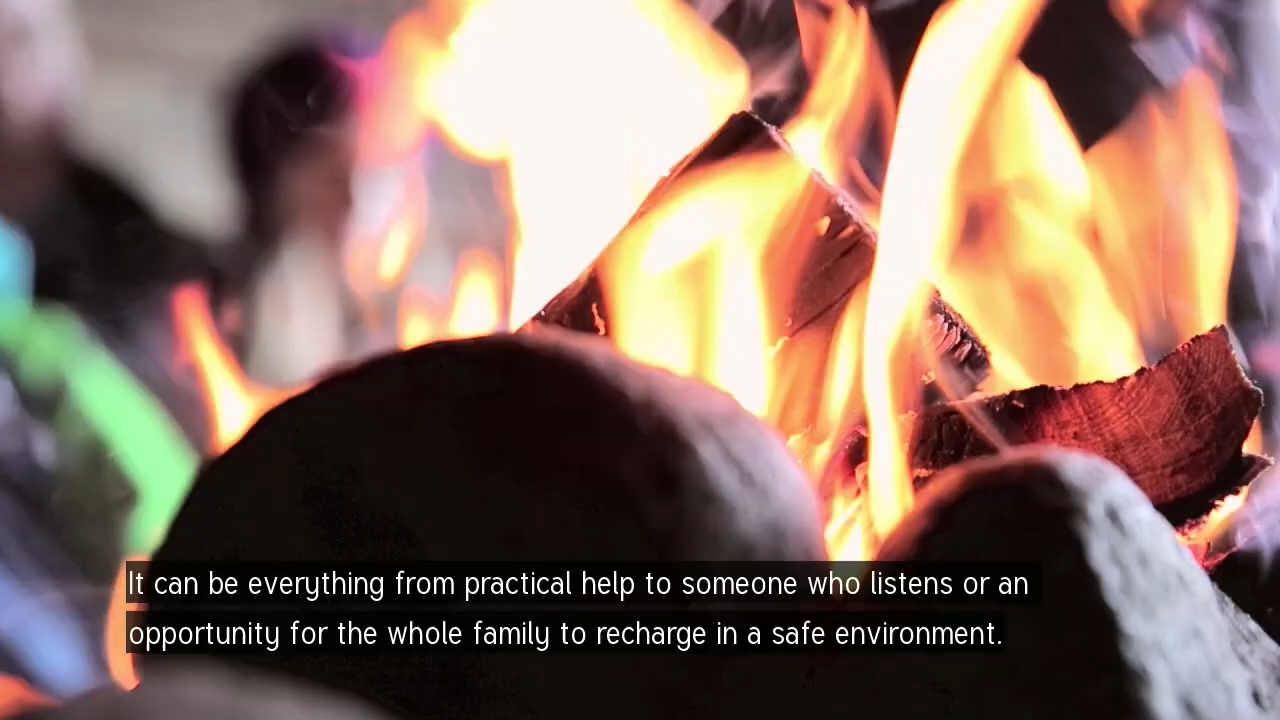 It can be everything from practical help to someone who listens or an
opportunity for the whole family to recharge in a safe environment.